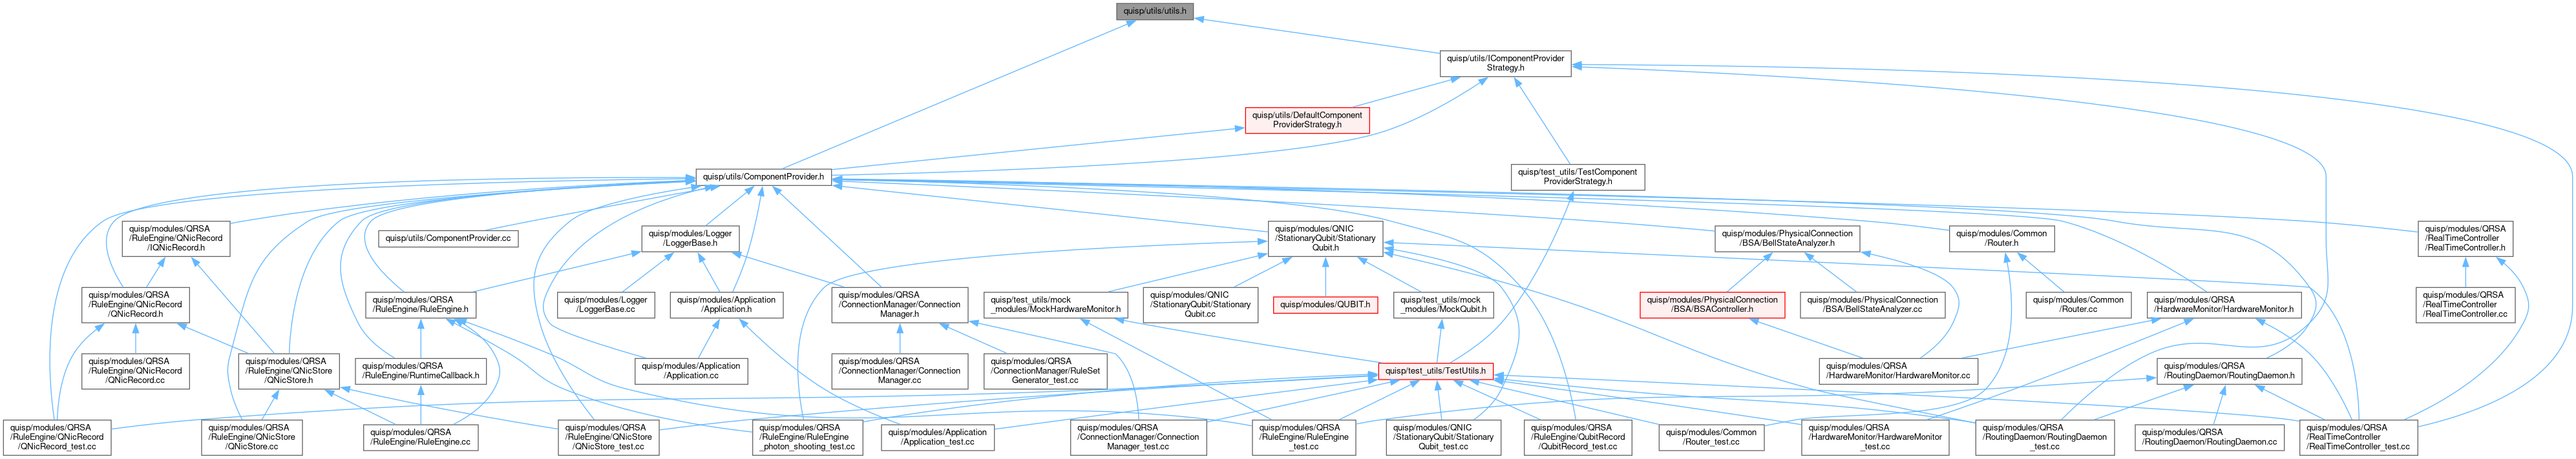 quisp/utils/utils.h
quisp/utils/IComponentProvider
Strategy.h
quisp/utils/DefaultComponent
ProviderStrategy.h
quisp/utils/ComponentProvider.h
quisp/test_utils/TestComponent
ProviderStrategy.h
quisp/modules/QRSA
/RuleEngine/QNicRecord
/IQNicRecord.h
quisp/utils/ComponentProvider.cc
quisp/modules/Logger
/LoggerBase.h
quisp/modules/QNIC
/StationaryQubit/Stationary
Qubit.h
quisp/modules/PhysicalConnection
/BSA/BellStateAnalyzer.h
quisp/modules/Common
/Router.h
quisp/modules/QRSA
/RealTimeController
/RealTimeController.h
quisp/modules/QRSA
/RuleEngine/QNicRecord
/QNicRecord.h
quisp/modules/QRSA
/RuleEngine/RuleEngine.h
quisp/modules/Logger
/LoggerBase.cc
quisp/modules/Application
/Application.h
quisp/modules/QRSA
/ConnectionManager/Connection
Manager.h
quisp/test_utils/mock
_modules/MockHardwareMonitor.h
quisp/modules/QNIC
/StationaryQubit/Stationary
Qubit.cc
quisp/modules/QUBIT.h
quisp/test_utils/mock
_modules/MockQubit.h
quisp/modules/PhysicalConnection
/BSA/BSAController.h
quisp/modules/PhysicalConnection
/BSA/BellStateAnalyzer.cc
quisp/modules/Common
/Router.cc
quisp/modules/QRSA
/HardwareMonitor/HardwareMonitor.h
quisp/modules/QRSA
/RealTimeController
/RealTimeController.cc
quisp/modules/QRSA
/RuleEngine/QNicRecord
/QNicRecord.cc
quisp/modules/QRSA
/RuleEngine/QNicStore
/QNicStore.h
quisp/modules/QRSA
/RuleEngine/RuntimeCallback.h
quisp/modules/Application
/Application.cc
quisp/modules/QRSA
/ConnectionManager/Connection
Manager.cc
quisp/modules/QRSA
/ConnectionManager/RuleSet
Generator_test.cc
quisp/test_utils/TestUtils.h
quisp/modules/QRSA
/HardwareMonitor/HardwareMonitor.cc
quisp/modules/QRSA
/RoutingDaemon/RoutingDaemon.h
quisp/modules/QRSA
/RuleEngine/QNicRecord
/QNicRecord_test.cc
quisp/modules/QRSA
/RuleEngine/QNicStore
/QNicStore.cc
quisp/modules/QRSA
/RuleEngine/RuleEngine.cc
quisp/modules/QRSA
/RuleEngine/QNicStore
/QNicStore_test.cc
quisp/modules/QRSA
/RuleEngine/RuleEngine
_photon_shooting_test.cc
quisp/modules/Application
/Application_test.cc
quisp/modules/QRSA
/ConnectionManager/Connection
Manager_test.cc
quisp/modules/QRSA
/RuleEngine/RuleEngine
_test.cc
quisp/modules/QNIC
/StationaryQubit/Stationary
Qubit_test.cc
quisp/modules/QRSA
/RuleEngine/QubitRecord
/QubitRecord_test.cc
quisp/modules/Common
/Router_test.cc
quisp/modules/QRSA
/HardwareMonitor/HardwareMonitor
_test.cc
quisp/modules/QRSA
/RoutingDaemon/RoutingDaemon
_test.cc
quisp/modules/QRSA
/RoutingDaemon/RoutingDaemon.cc
quisp/modules/QRSA
/RealTimeController
/RealTimeController_test.cc